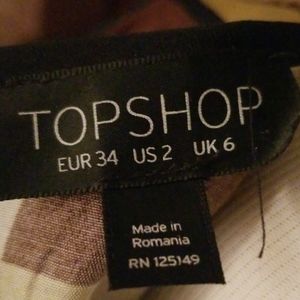 TOPSHOP
EUR 34 US 2 UK 6
Made in
Romania
RN 125149